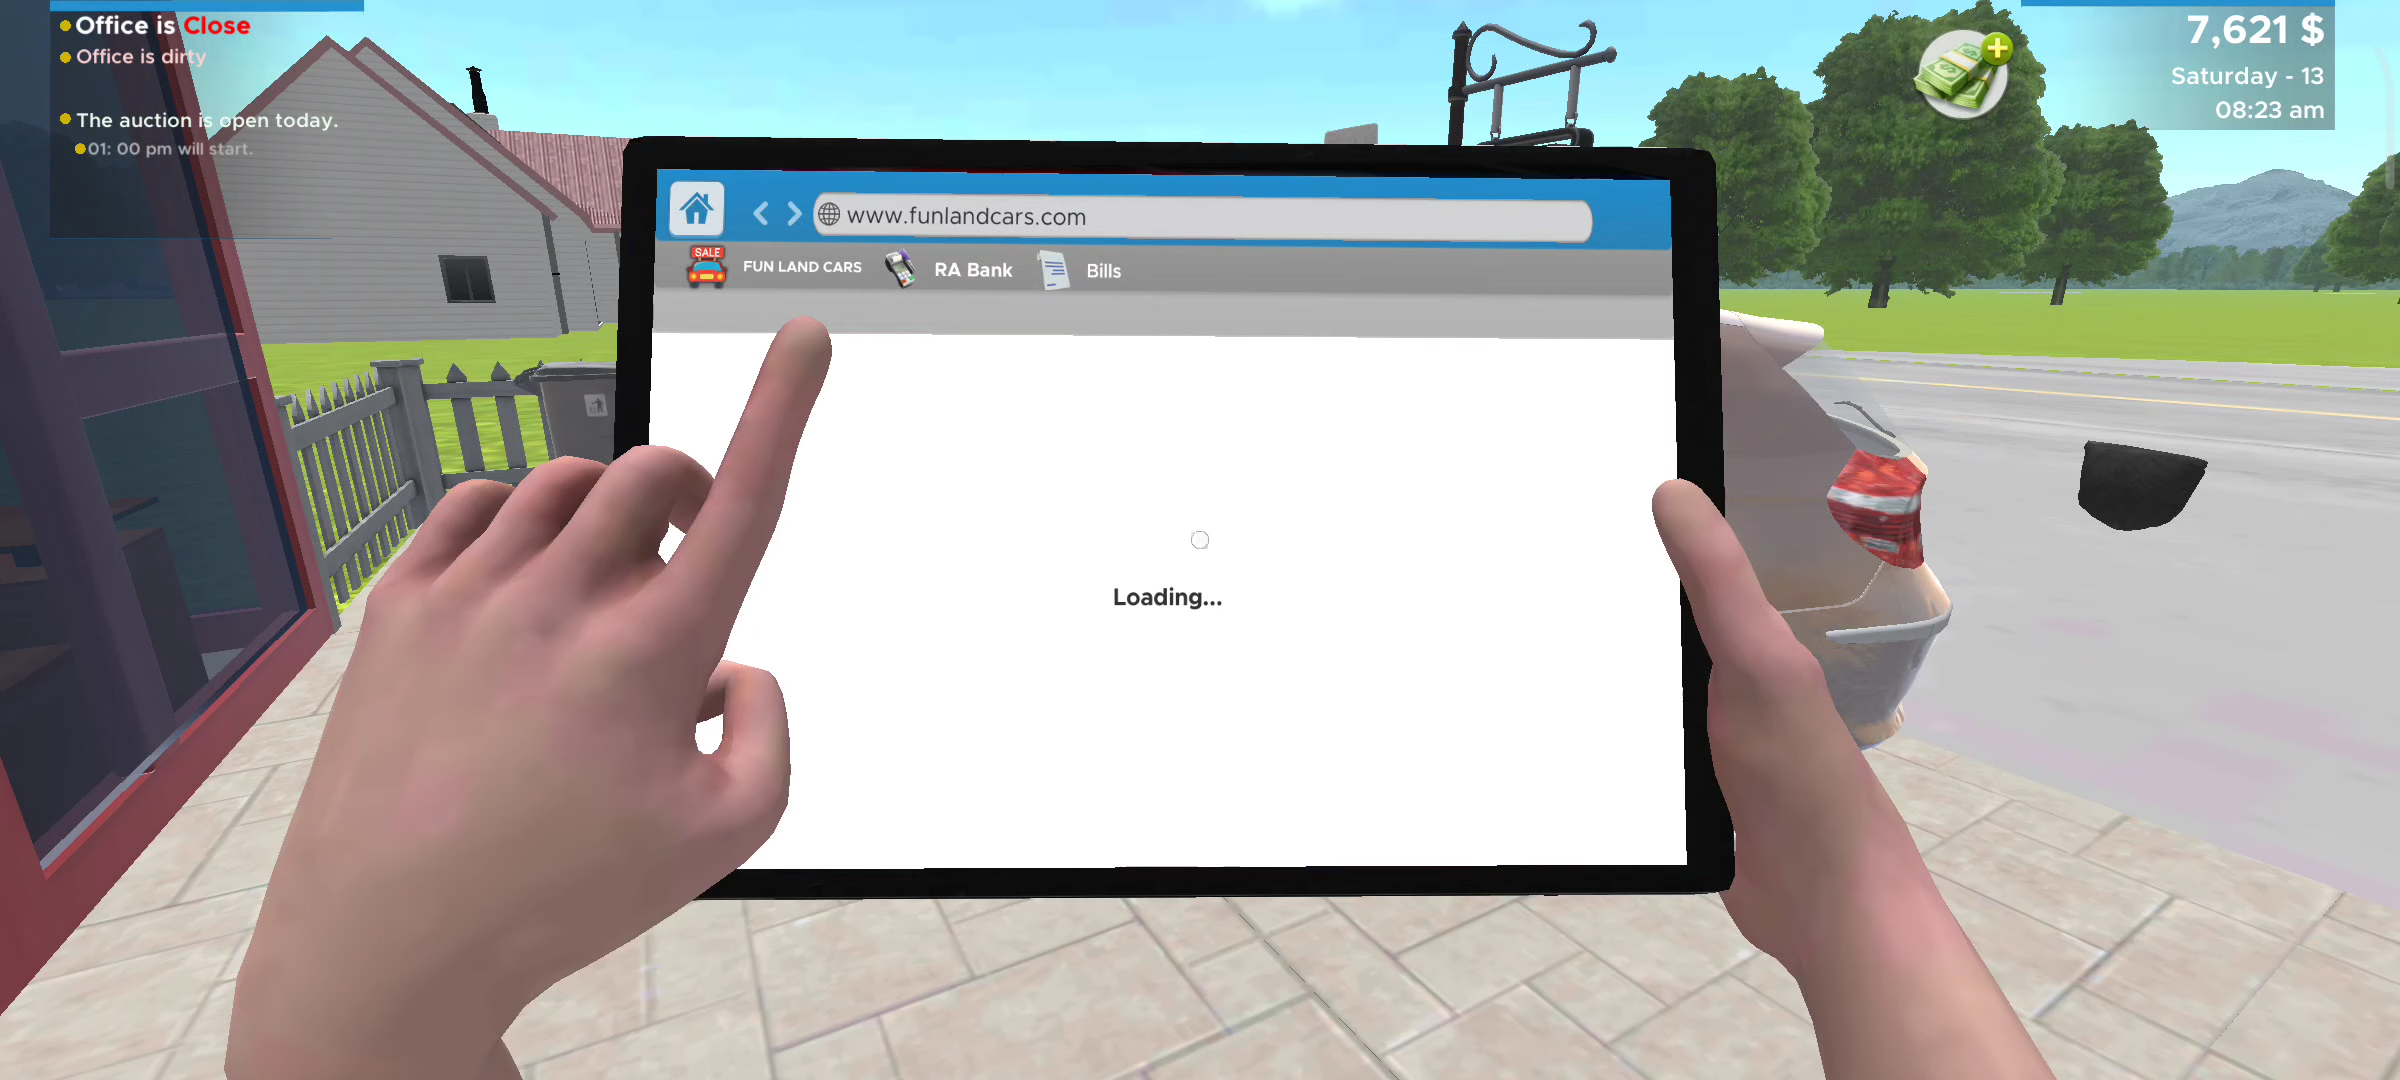 Office is Close
Office is dirty
The auction is open today.
01: 00 pm will start.
7,621 $
Saturday - 13
08:23 am
www.funlandcars.com
SALE
FUN LAND CARS
RA Bank
Bills
Loading...